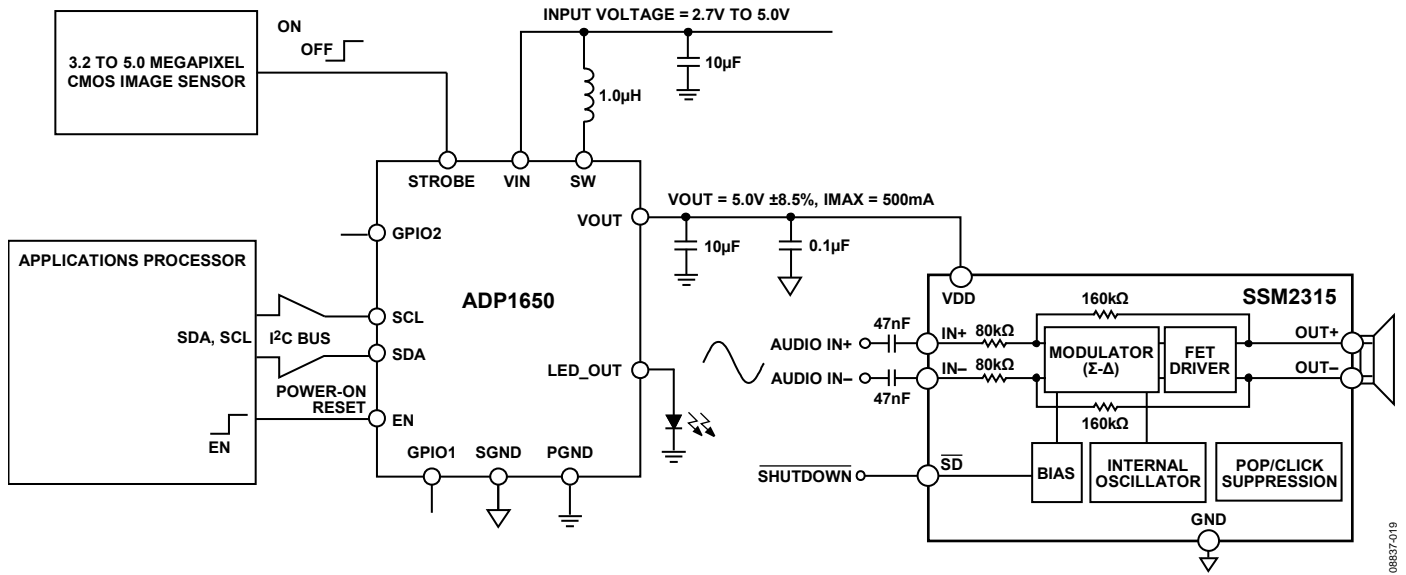 INPUT VOLTAGE = 2.7V TO 5.0V
ON
OFF
3.2 TO 5.0 MEGAPIXEL
CMOS IMAGE SENSOR
10µF
1.0µH
STROBE
VIN
SW
VOUT = 5.0V ±8.5%, IMAX = 500mA
VOUT
GPIO2
10µF
0.1µF
APPLICATIONS PROCESSOR
ADP1650
VDD
160kΩ
SSM2315
SCL
SDA, SCL
I²C BUS
SDA
47nF
AUDIO IN+
IN+
80kΩ
MODULATOR
(Σ-Δ)
FET
DRIVER
OUT+
AUDIO IN–
IN–
80kΩ
OUT–
47nF
LED_OUT
POWER-ON
RESET
EN
EN
160kΩ
GPIO1
SGND
PGND
SHUTDOWN
SD
BIAS
INTERNAL
OSCILLATOR
POP/CLICK
SUPPRESSION
GND
08837-019